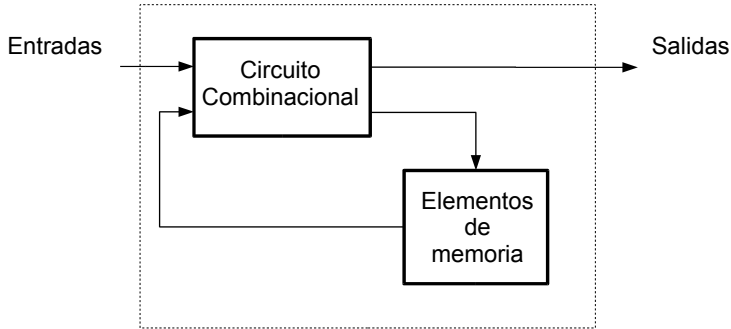 Entradas
Circuito
Combinacional
Salidas
Elementos
de
memoria